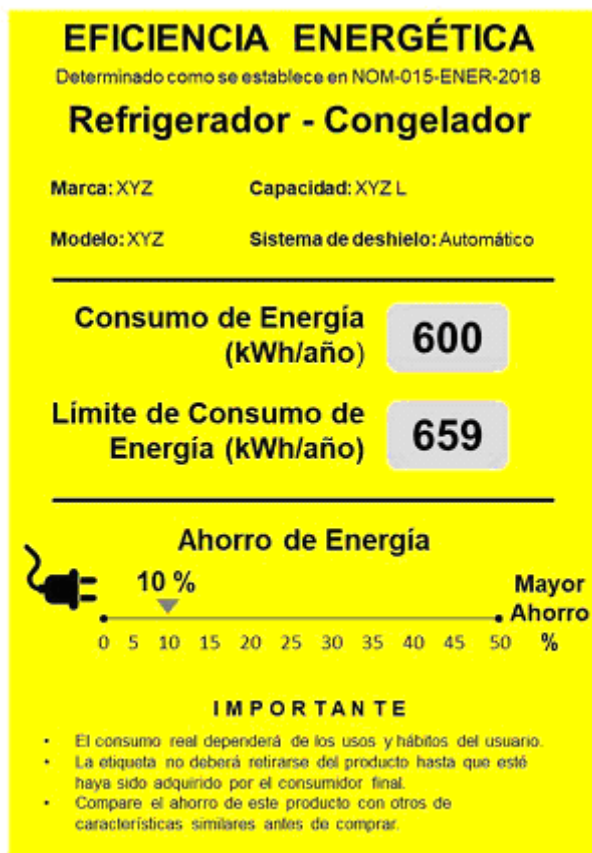 EFICIENCIA ENERGÉTICA
Determinado como se establece en NOM-015-ENER-2018
Refrigerador - Congelador
Marca: XYZ Capacidad: XYZ L
Modelo: XYZ Sistema de deshielo: Automático
Consumo de Energía
(kWh/año) 600
Límite de Consumo de
Energía (kWh/año) 659
Ahorro de Energía
10 %
Mayor
Ahorro
0 5 10 15 20 25 30 35 40 45 50 %
IMPORTANTE
• El consumo real dependerá de los usos y hábitos del usuario.
• La etiqueta no deberá retirarse del producto hasta que esté
haya sido adquirido por el consumidor final.
• Compare el ahorro de este producto con otros de
características similares antes de comprar.